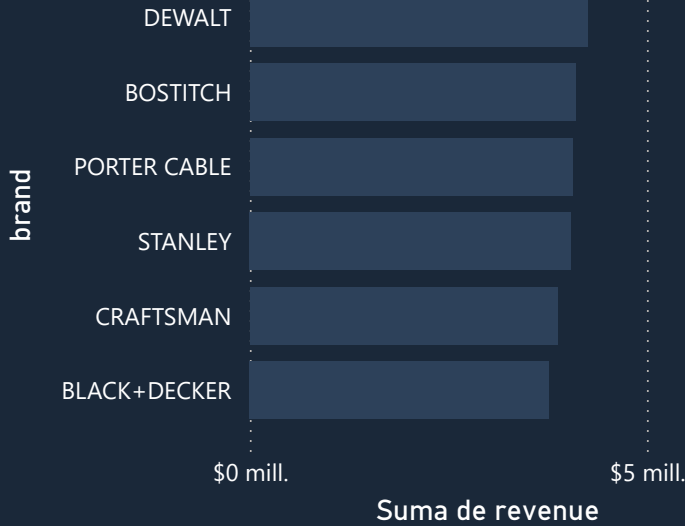 DEWALT
BOSTITCH
PORTER CABLE
STANLEY
CRAFTSMAN
BLACK+DECKER
brand
$0 mill. $5 mill.
Suma de revenue